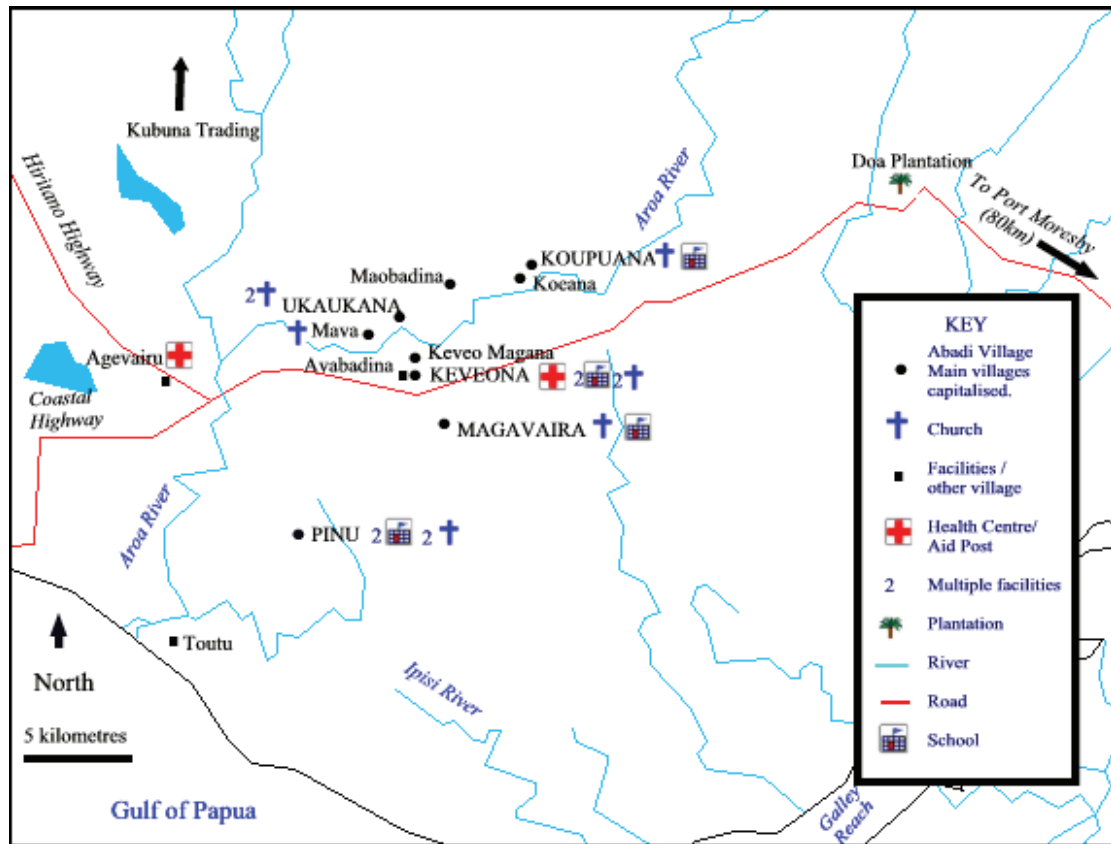 Kubuna Trading
Hiritano Highway
Aroa River
Doa Plantation
To Port Moresby
(80km)
KOUPUANA
Koeana
Maobadina
2
UKAUKANA
Mava
Agevairu
Keveo Magana
Ayabadina
KEVEONA
2
2
Coastal
Highway
MAGAVAIRA
Aroa River
PINU
2
2
Toutu
North
5 kilometres
Ipisi River
Gulf of Papua
Galley
Reach
KEY
Abadi Village
Main villages
capitalised.
Church
Facilities /
other village
Health Centre/
Aid Post
2
Multiple facilities
Plantation
River
Road
School